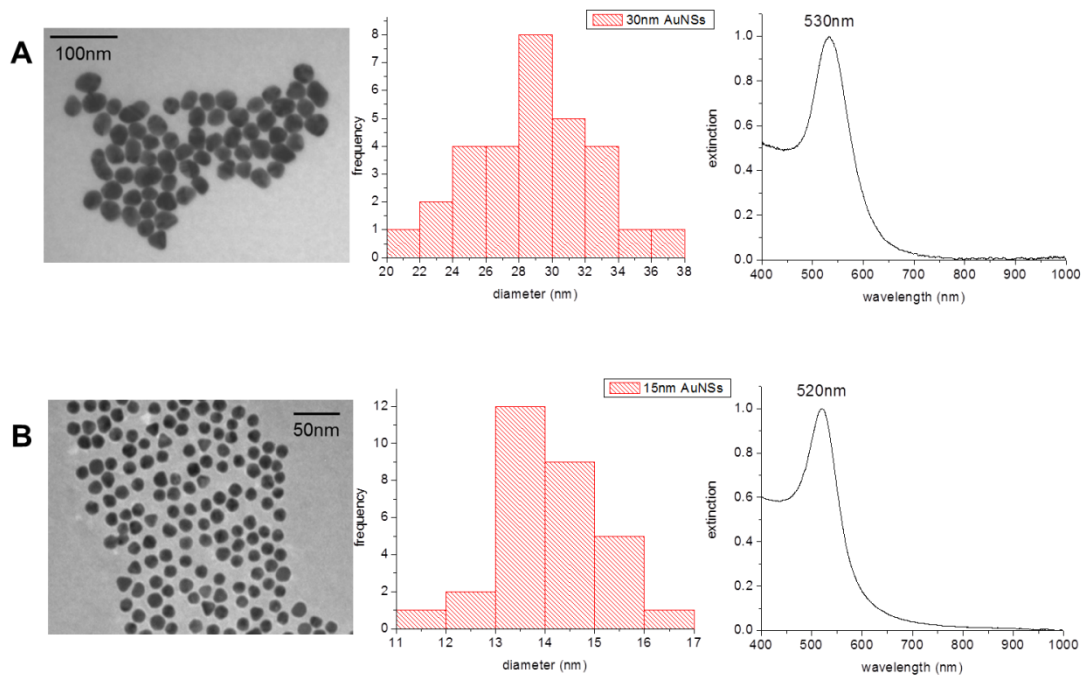 A
100nm
30nm AuNSs
8
7
6
5
4
3
2
1
0
frequency
20 22 24 26 28 30 32 34 36 38
diameter (nm)
530nm
1.0
0.8
0.6
0.4
0.2
0.0
extinction
400 500 600 700 800 900 1000
wavelength (nm)
B
50nm
15nm AuNSs
12
10
8
6
4
2
0
frequency
11 12 13 14 15 16 17
diameter (nm)
520nm
1.0
0.8
0.6
0.4
0.2
0.0
extinction
400 500 600 700 800 900 1000
wavelength (nm)